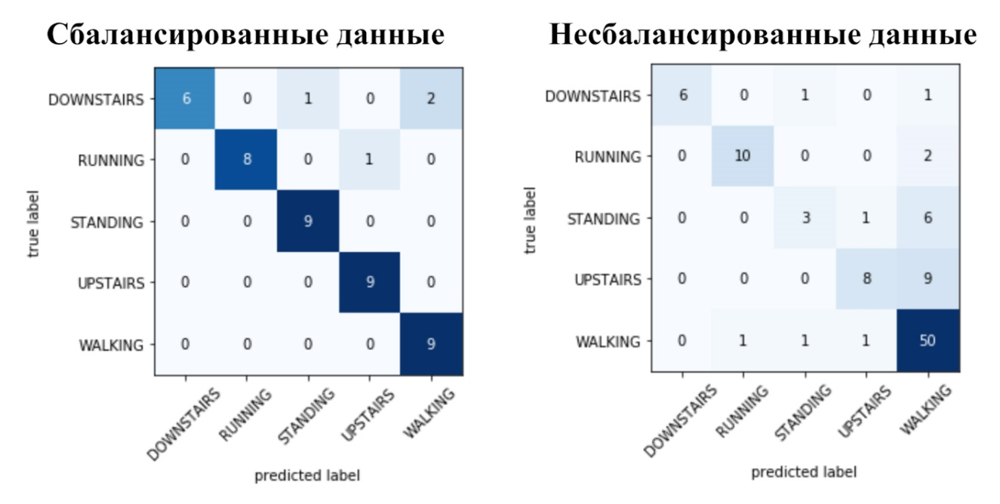 Сбалансированные данные
DOWNSTAIRS 6 0 1 0 2
RUNNING 0 8 0 1 0
STANDING 0 0 9 0 0
UPSTAIRS 0 0 0 9 0
WALKING 0 0 0 0 9
true label
DOWNSTAIRS RUNNING STANDING UPSTAIRS WALKING
predicted label
Несбалансированные данные
DOWNSTAIRS 6 0 1 0 1
RUNNING 0 10 0 0 2
STANDING 0 0 3 1 6
UPSTAIRS 0 0 0 8 9
WALKING 0 1 1 1 50
true label
DOWNSTAIRS RUNNING STANDING UPSTAIRS WALKING
predicted label